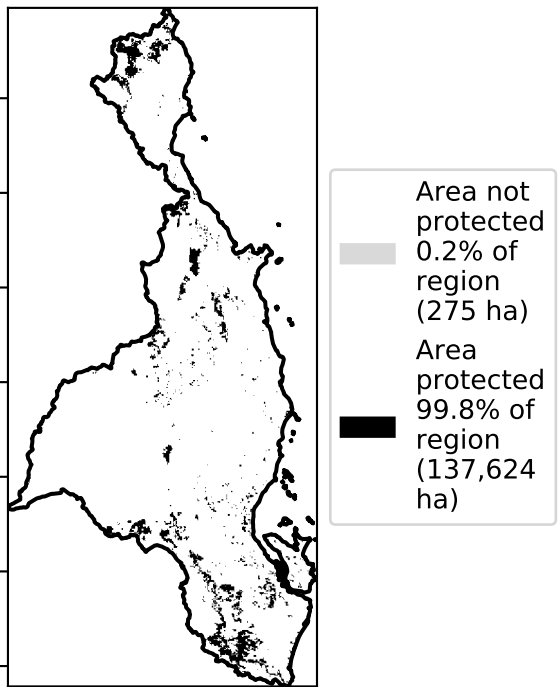 Area not
protected
0.2% of
region
(275 ha)
Area
protected
99.8% of
region
(137,624
ha)